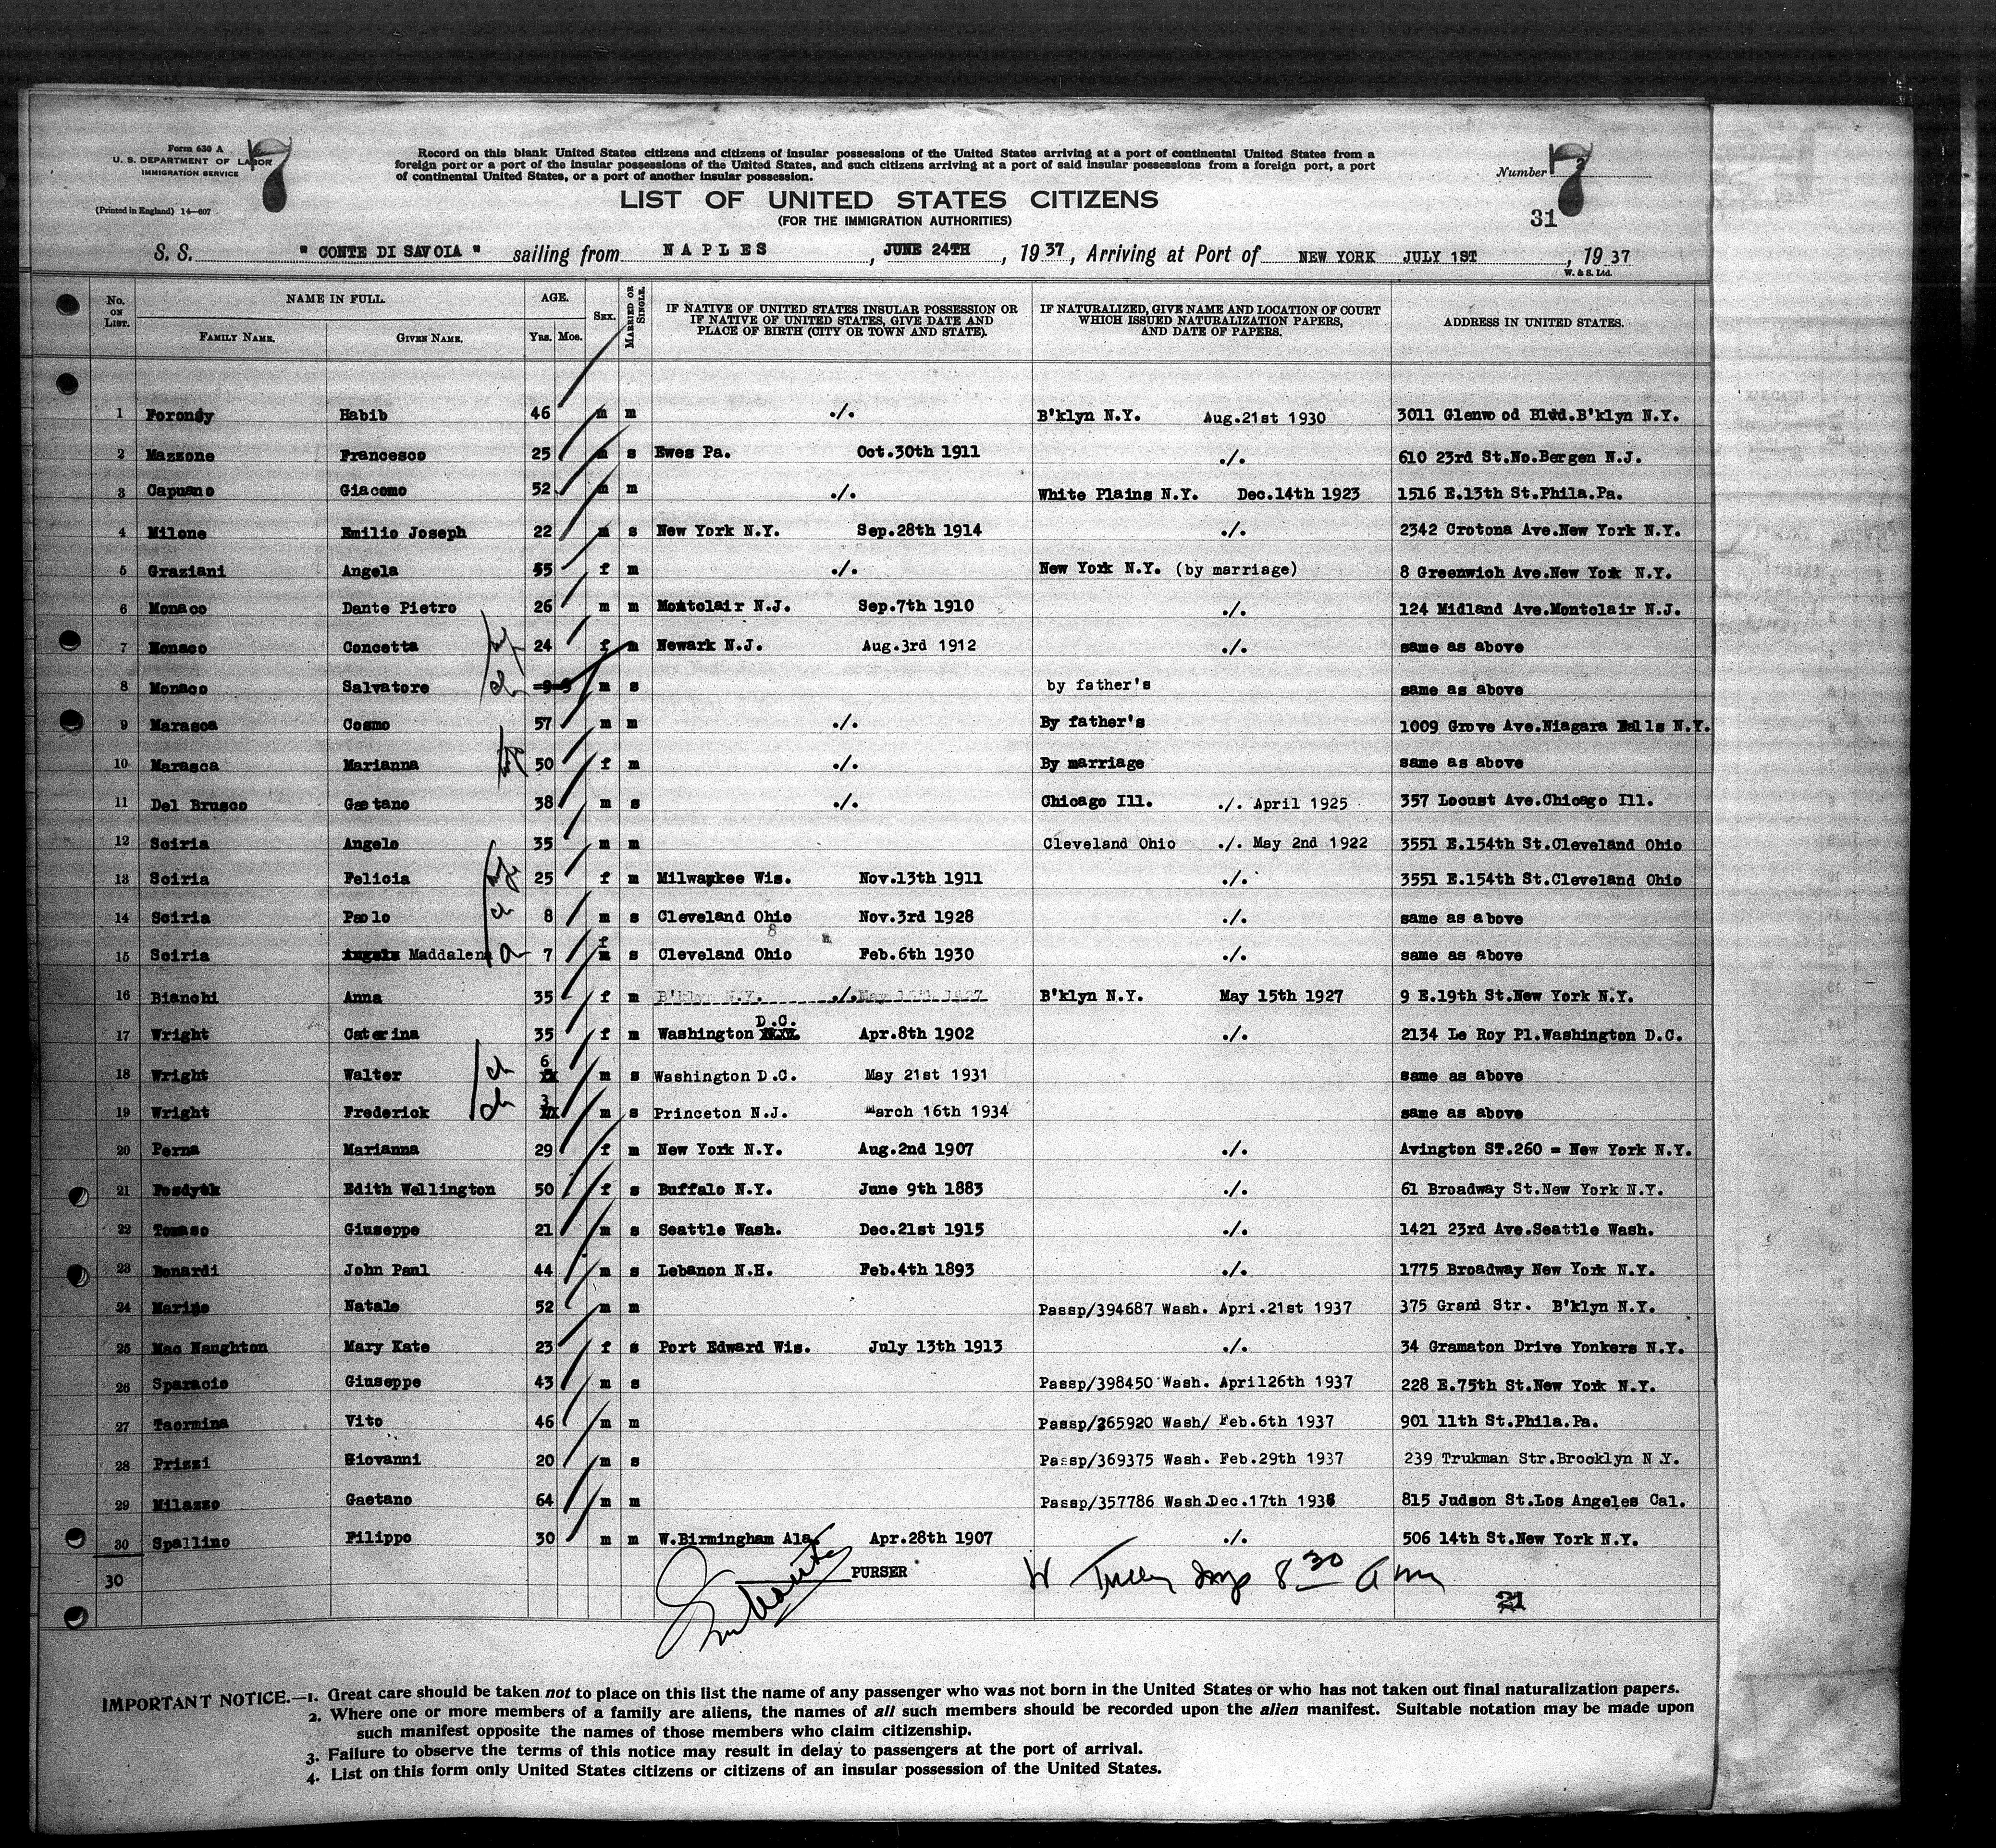 Form 630 A
U. S. DEPARTMENT OF LABOR
IMMIGRATION SERVICE
(Printed in England) 14—607
7
Record on this blank United States citizens and citizens of insular possessions of the United States arriving at a port of continental United States from a
foreign port or a port of the insular possessions of the United States, and such citizens arriving at a port of said insular possessions from a foreign port, a port
of continental United States, or a port of another insular possession.
Number 2
7
31
LIST OF UNITED STATES CITIZENS
(FOR THE IMMIGRATION AUTHORITIES)
S. S. " CONTE DI SAVOIA " sailing from NAPLES, JUNE 24TH, 1937, Arriving at Port of NEW YORK JULY 1ST, 1937
W. & S. Ltd.
No. ON LIST. NAME IN FULL. AGE. SEX. MARRIED OR SINGLE. IF NATIVE OF UNITED STATES INSULAR POSSESSION OR IF NATIVE OF UNITED STATES, GIVE DATE AND PLACE OF BIRTH (CITY OR TOWN AND STATE). IF NATURALIZED, GIVE NAME AND LOCATION OF COURT WHICH ISSUED NATURALIZATION PAPERS, AND DATE OF PAPERS. ADDRESS IN UNITED STATES.
FAMILY NAME. GIVEN NAME. YRS. MOS.
1 Habib 46 m m ./. B'klyn N.Y. Aug.21st 1930 3011 Glenwo od Blvd.B'klyn N.Y.
2 Mazzone Francesco 25 m s Ewes Pa. Oct.30th 1911 ./. 610 23rd St.No.Bergen N.J.
3 Capuano Giacomo 52 m m ./. White Plains N.Y. Dec.14th 1923 1516 E.13th St.Phila.Pa.
4 Milone Emilio Joseph 22 m s New York N.Y. Sep.28th 1914 ./. 2342 Crotona Ave.New York N.Y.
5 Graziani Angela 55 f m ./. New York N.Y. (by marriage) 8 Greenwich Ave.New York N.Y.
6 Monaco Dante Pietro 26 m m Montclair N.J. Sep.7th 1910 ./. 124 Midland Ave.Montclair N.J.
7 Monaco Concetta 24 f m Newark N.J. Aug.3rd 1912 ./. same as above
8 Monaco Salvatore m s by father's same as above
9 Marasca Cosmo 57 m m ./. By father's 1009 Grove Ave.Niagara Falls N.Y.
10 Marasca Marianna 50 f m ./. By marriage same as above
11 Del Brusco Gaetano 38 m s ./. Chicago Ill. ./. April 1925 357 Locust Ave.Chicago Ill.
12 Sciria Angelo 35 m m Cleveland Ohio ./. May 2nd 1922 3551 E.154th St.Cleveland Ohio
13 Sciria Felicia 25 f m Milwaykee Wis. Nov.13th 1911 ./. 3551 E.154th St.Cleveland Ohio
14 Sciria Paolo ch 8 m s Cleveland Ohio Nov.3rd 1928 ./. same as above
15 Sciria Maddalena 7 f s Cleveland Ohio Feb.6th 1930 ./. same as above
16 Bianchi Anna 35 f m B'klyn N.Y. ./. May 15th 1927 B'klyn N.Y. May 15th 1927 9 E.19th St.New York N.Y.
17 Wright Caterina 35 f m Washington D.C. Apr.8th 1902 ./. 2134 Le Roy Pl.Washington D.C.
18 Wright Walter ch 6 m s Washington D.C. May 21st 1931 same as above
19 Wright Frederick ch 3 m s Princeton N.J. March 16th 1934 same as above
20 Perna Marianna 29 f m New York N.Y. Aug.2nd 1907 ./. Avington ST.260 = New York N.Y.
21 Edith Wellington 50 f s Buffalo N.Y. June 9th 1883 ./. 61 Broadway St.New York N.Y.
22 Tomaso Giuseppe 21 m s Seattle Wash. Dec.21st 1915 ./. 1421 23rd Ave.Seattle Wash.
23 Bonardi John Paul 44 m s Lebanon N.H. Feb.4th 1893 ./. 1775 Broadway New York N.Y.
24 Marino Natale 52 m m Passp/394687 Wash. Apri.21st 1937 375 Grand Str. B'klyn N.Y.
25 Mac Naughton Mary Kate 23 f s Port Edward Wis. July 13th 1913 ./. 34 Gramaton Drive Yonkers N.Y.
26 Sparacio Giuseppe 43 m s Passp/398450 Wash. April26th 1937 228 E.75th St.New York N.Y.
27 Taormina Vito 46 m m Passp/365920 Wash/ Feb.6th 1937 901 11th St.Phila.Pa.
28 Prizzi Giovanni 20 m s Passp/369375 Wash. Feb.29th 1937 239 Trukman Str.Brooklyn N.Y.
29 Milazzo Gaetano 64 m m Passp/357786 Wash.Dec.17th 1936 815 Judson St.Los Angeles Cal.
30 Spallino Filippo 30 m m W.Birmingham Ala. Apr.28th 1907 ./. 506 14th St.New York N.Y.
30
PURSER
8 30 am
21
IMPORTANT NOTICE.—1. Great care should be taken not to place on this list the name of any passenger who was not born in the United States or who has not taken out final naturalization papers.
2. Where one or more members of a family are aliens, the names of all such members should be recorded upon the alien manifest. Suitable notation may be made upon
such manifest opposite the names of those members who claim citizenship.
3. Failure to observe the terms of this notice may result in delay to passengers at the port of arrival.
4. List on this form only United States citizens or citizens of an insular possession of the United States.